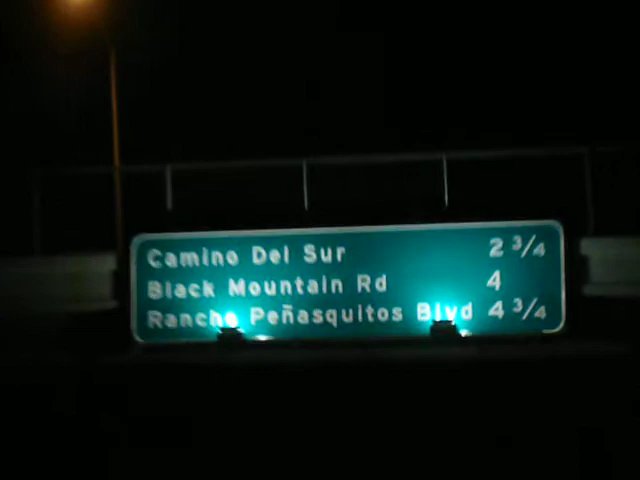 Camino Del Sur 2 3/4
Black Mountain Rd 4
Rancho Peñasquitos Blvd 4 3/4